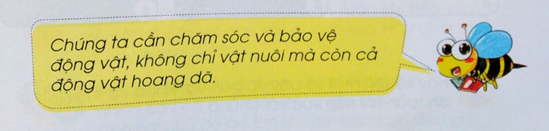 Chúng ta cần chăm sóc và bảo vệ
động vật, không chỉ vật nuôi mà còn cả
động vật hoang dã.